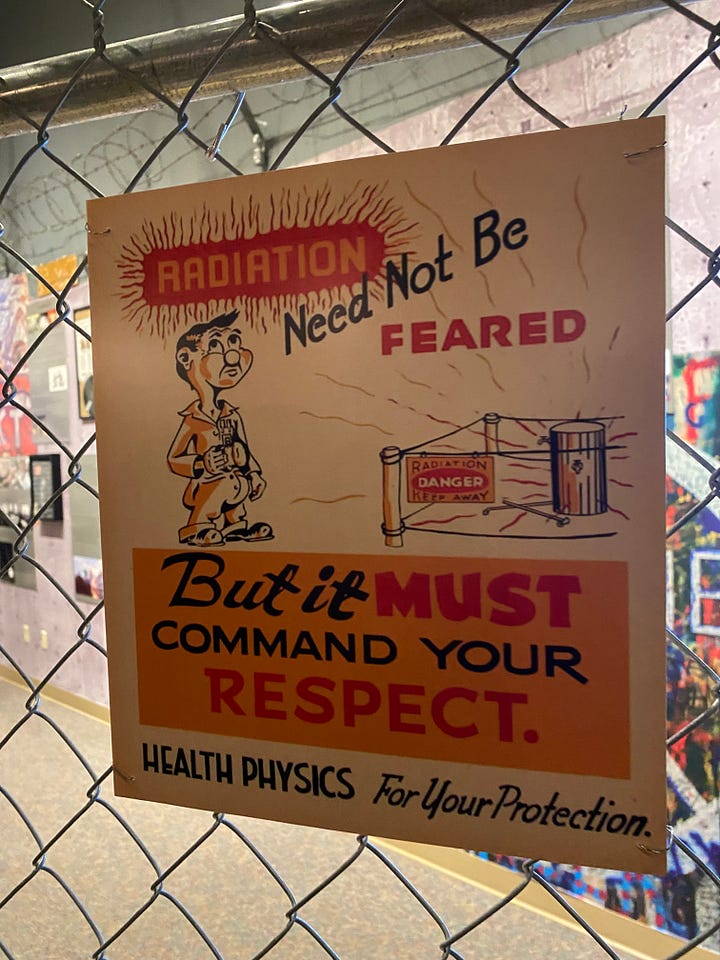 RADIATION
Need Not Be
FEARED
RADIATION
DANGER
KEEP AWAY
But it MUST
COMMAND YOUR
RESPECT.
HEALTH PHYSICS For Your Protection.